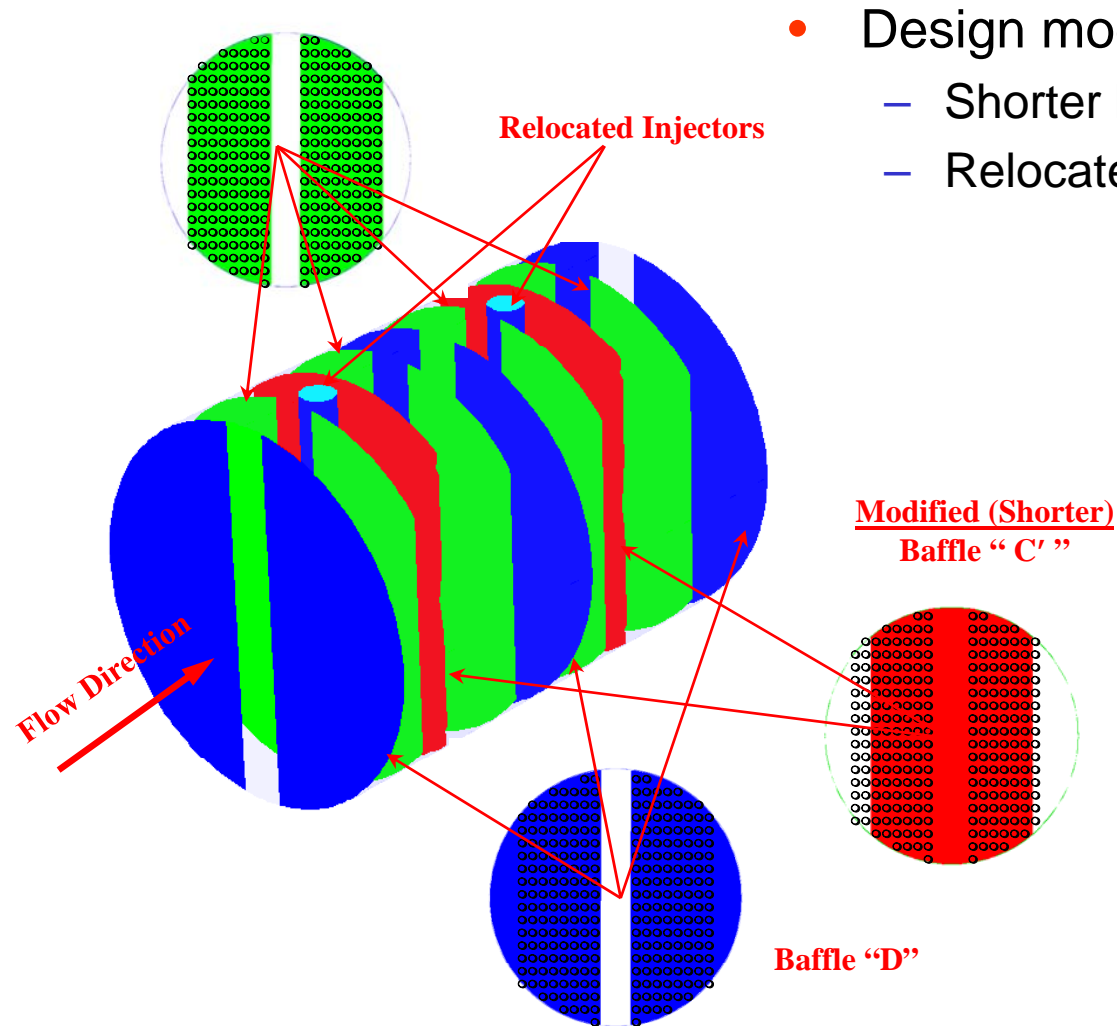 • Design mo
– Shorter
– Relocate
Relocated Injectors
Modified (Shorter)
Baffle “ C′ ”
Flow Direction
Baffle “D”